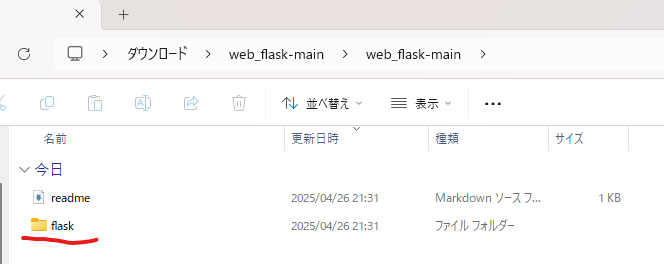 ダウンロード > web_flask-main > web_flask-main >
並べ替え 表示
名前 更新日時 種類 サイズ
今日
readme 2025/04/26 21:31 Markdown ソース フ... 1 KB
flask 2025/04/26 21:31 ファイル フォルダー